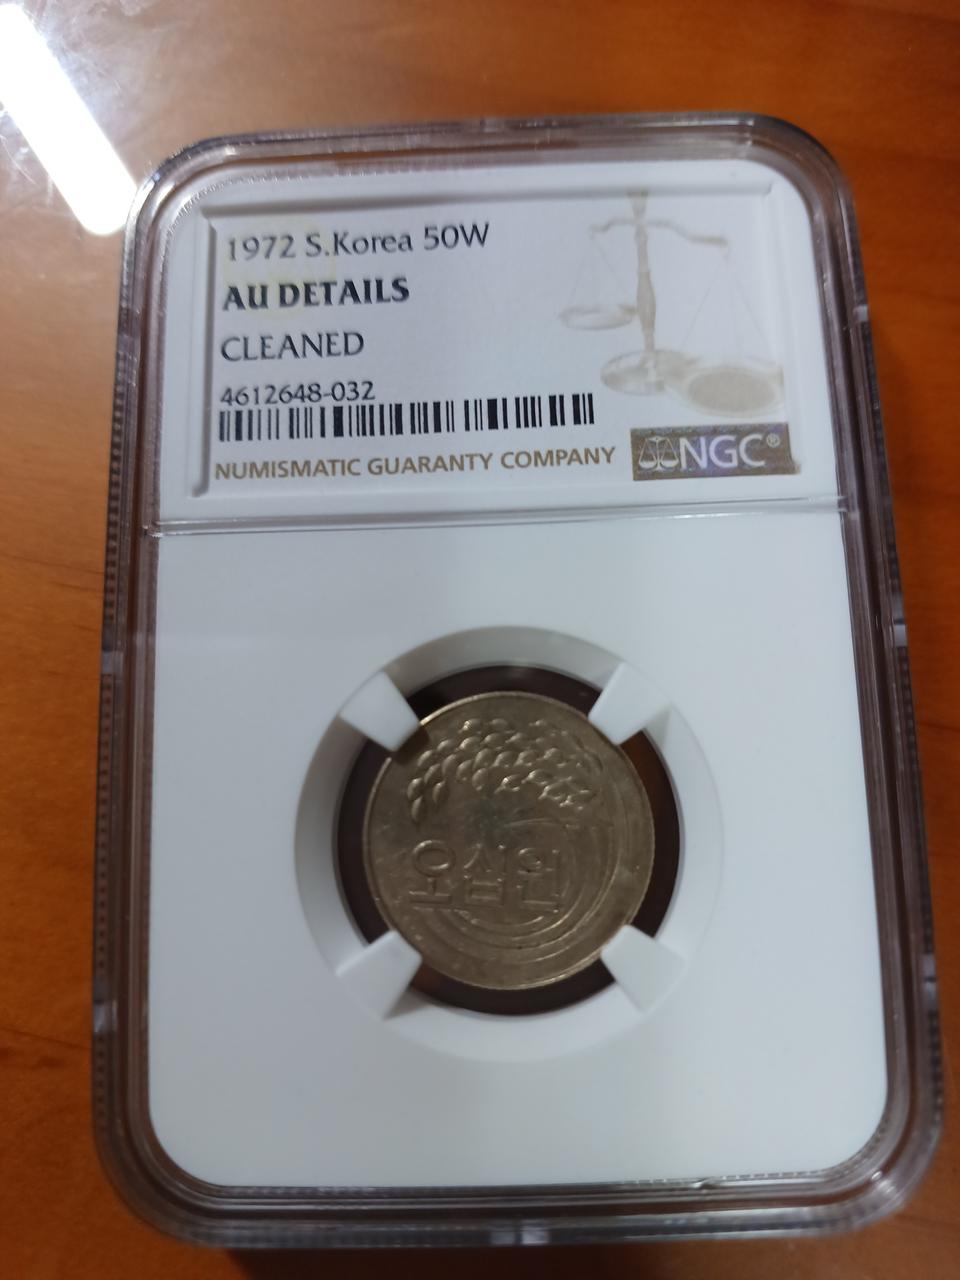 1972 S.Korea 50W
AU DETAILS
CLEANED
4612648-032
NUMISMATIC GUARANTY COMPANY
NGC®
오십원